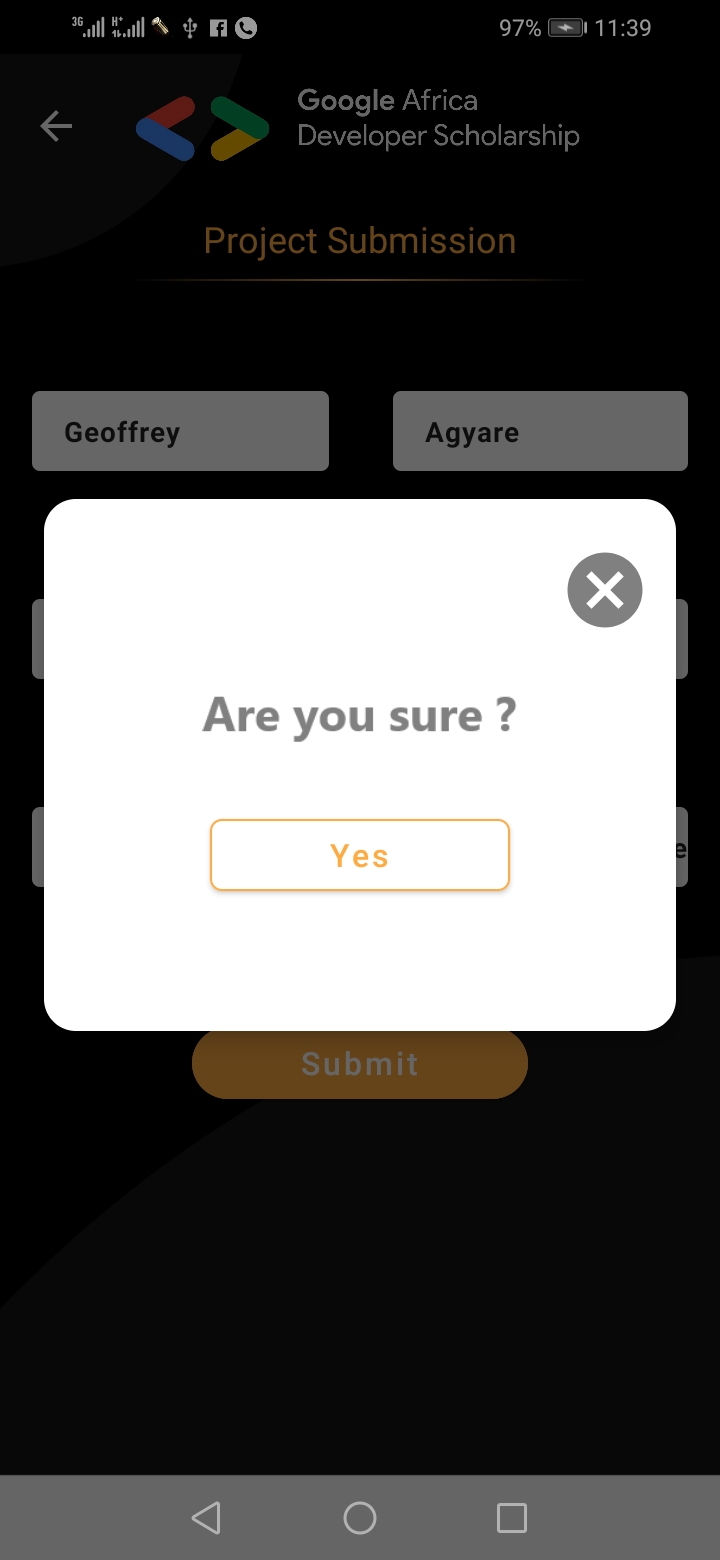 3G H+ 97% 11:39
Google Africa
Developer Scholarship
Project Submission
Geoffrey Agyare
Are you sure ?
Yes
e
Submit